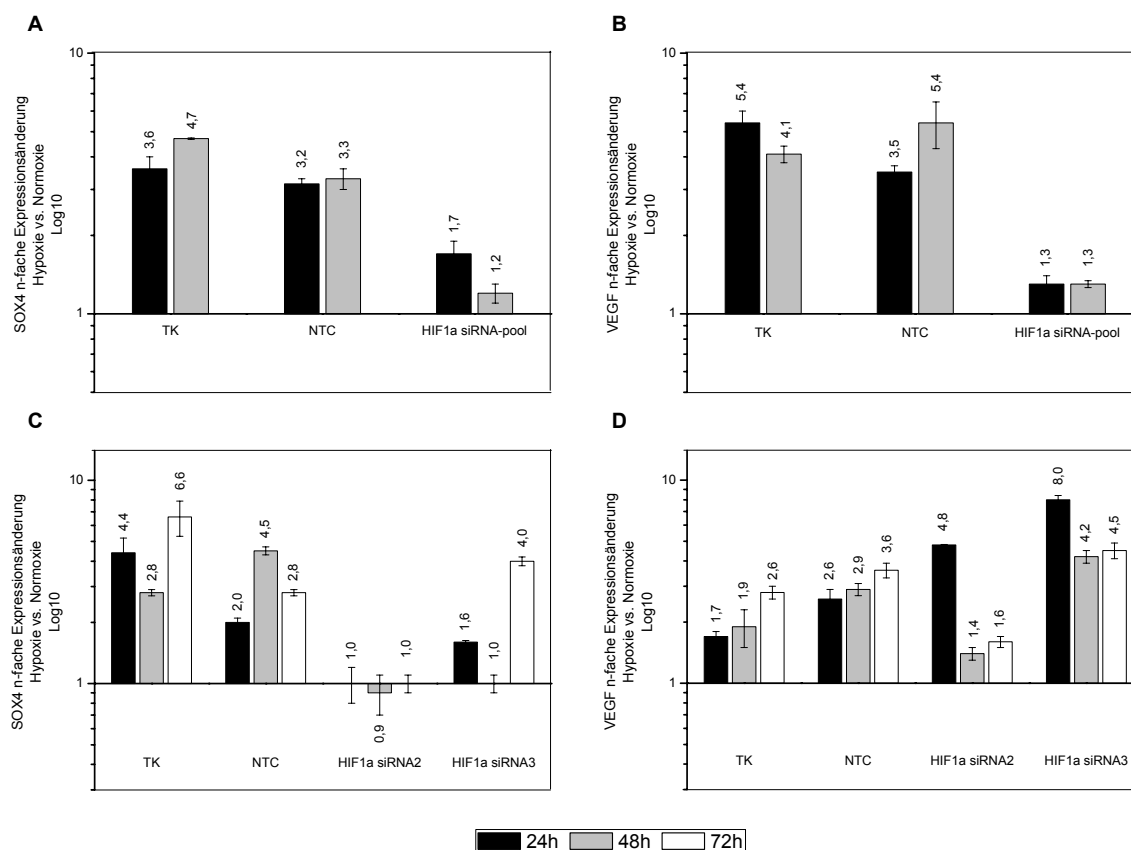 A
SOX4 n-fache Expressionsänderung
Hypoxie vs. Normoxie
Log10
10
1
3,6
4,7
3,2
3,3
1,7
1,2
TK
NTC
HIF1a siRNA-pool
B
VEGF n-fache Expressionsänderung
Hypoxie vs. Normoxie
Log10
10
1
5,4
4,1
3,5
5,4
1,3
1,3
TK
NTC
HIF1a siRNA-pool
C
SOX4 n-fache Expressionsänderung
Hypoxie vs. Normoxie
Log10
10
1
4,4
2,8
6,6
2,0
4,5
2,8
1,0
0,9
1,0
1,6
1,0
4,0
TK
NTC
HIF1a siRNA2
HIF1a siRNA3
D
VEGF n-fache Expressionsänderung
Hypoxie vs. Normoxie
Log10
10
1
1,7
1,9
2,6
2,6
2,9
3,6
4,8
1,4
1,6
8,0
4,2
4,5
TK
NTC
HIF1a siRNA2
HIF1a siRNA3
24h 48h 72h